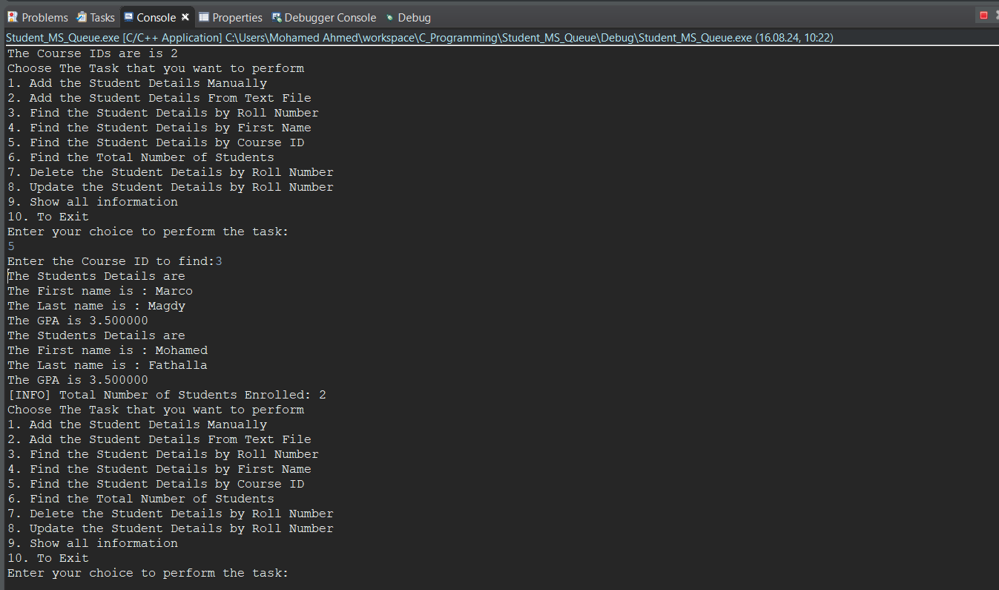 Problems Tasks Console Properties Debugger Console Debug
Student_MS_Queue.exe [C/C++ Application] C:\Users\Mohamed Ahmed\workspace\C_Programming\Student_MS_Queue\Debug\Student_MS_Queue.exe (16.08.24, 10:22)
The Course IDs are is 2
Choose The Task that you want to perform
1. Add the Student Details Manually
2. Add the Student Details From Text File
3. Find the Student Details by Roll Number
4. Find the Student Details by First Name
5. Find the Student Details by Course ID
6. Find the Total Number of Students
7. Delete the Student Details by Roll Number
8. Update the Student Details by Roll Number
9. Show all information
10. To Exit
Enter your choice to perform the task:
5
Enter the Course ID to find:3
The Students Details are
The First name is : Marco
The Last name is : Magdy
The GPA is 3.500000
The Students Details are
The First name is : Mohamed
The Last name is : Fathalla
The GPA is 3.500000
[INFO] Total Number of Students Enrolled: 2
Choose The Task that you want to perform
1. Add the Student Details Manually
2. Add the Student Details From Text File
3. Find the Student Details by Roll Number
4. Find the Student Details by First Name
5. Find the Student Details by Course ID
6. Find the Total Number of Students
7. Delete the Student Details by Roll Number
8. Update the Student Details by Roll Number
9. Show all information
10. To Exit
Enter your choice to perform the task: